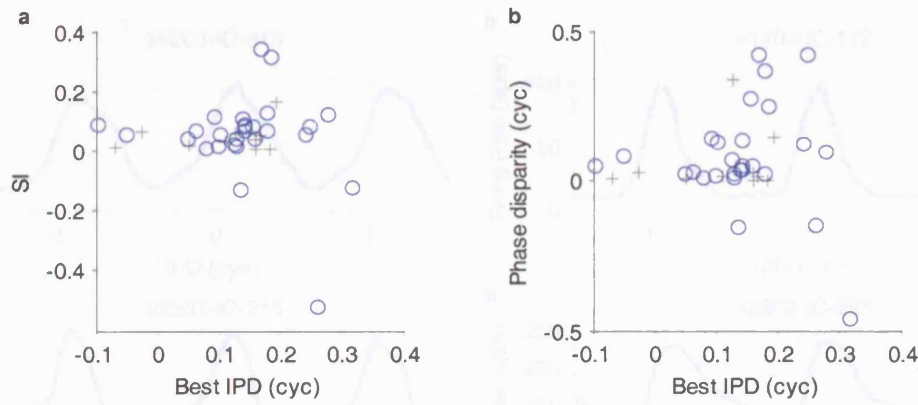 a
0.4
0.2
0
-0.2
-0.4
SI
-0.1 0 0.1 0.2 0.3 0.4
Best IPD (cyc)
b
0.5
0
-0.5
Phase disparity (cyc)
-0.1 0 0.1 0.2 0.3 0.4
Best IPD (cyc)